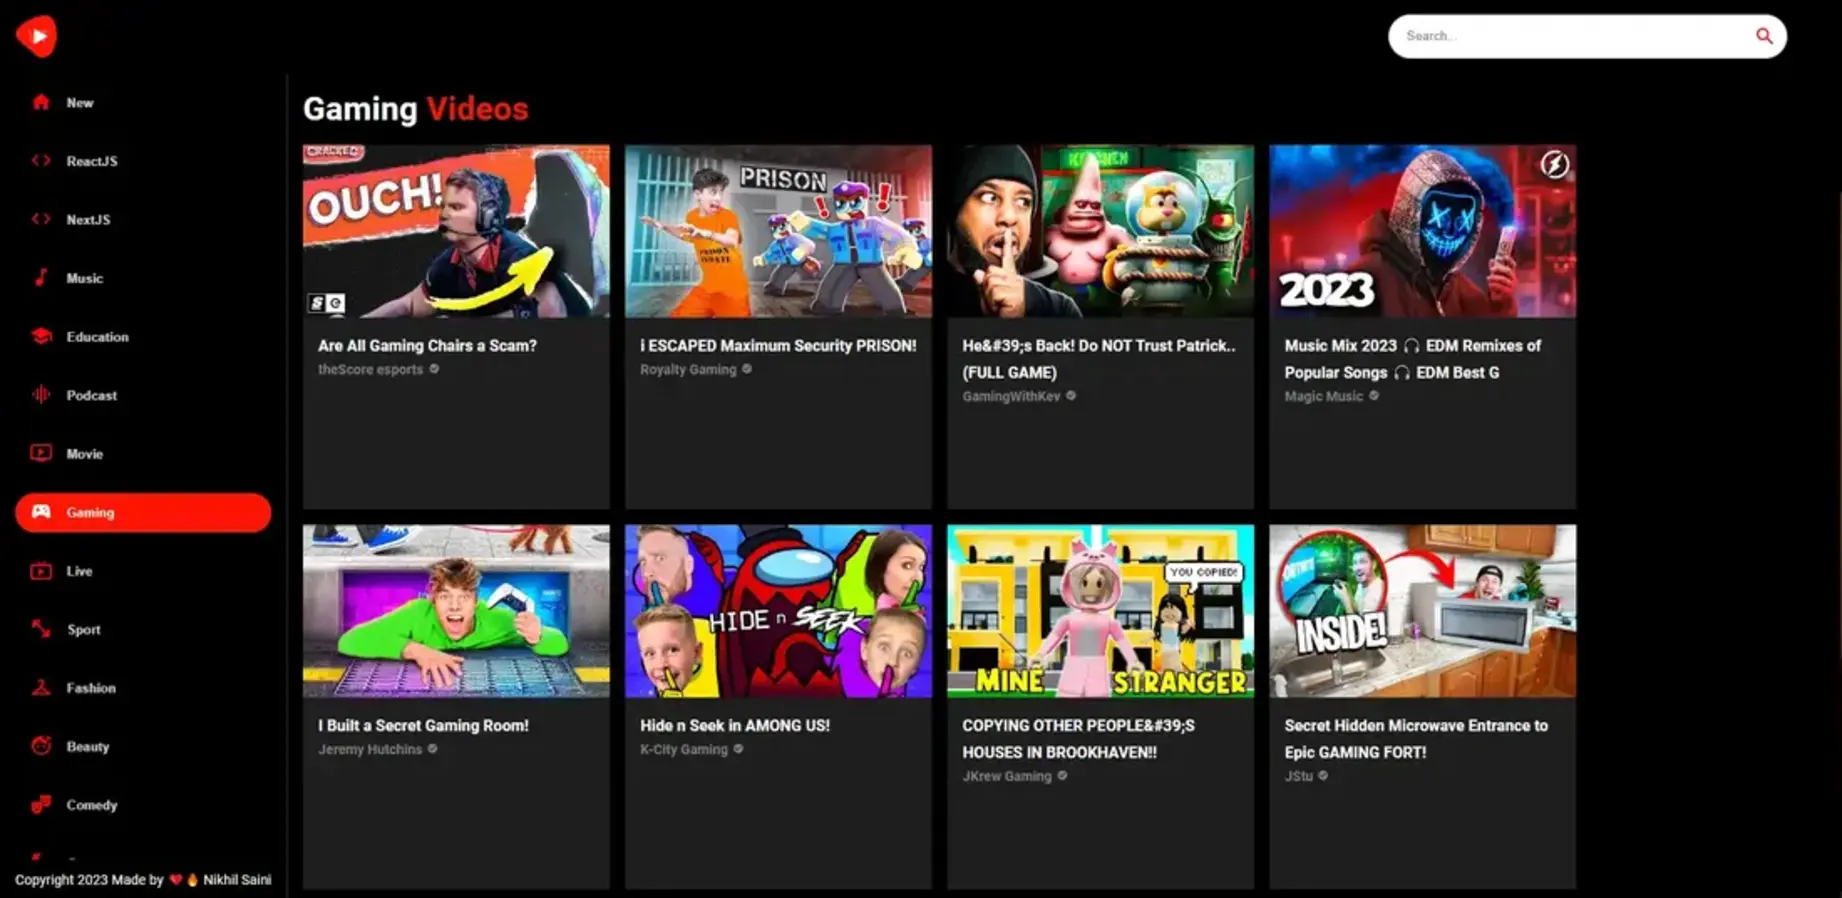 Search...
New
ReactJS
NextJS
Music
Education
Podcast
Movie
Gaming
Live
Sport
Fashion
Beauty
Comedy
Copyright 2023 Made by ❤️🔥 Nikhil Saini
Gaming Videos
CRACKED
OUCH!
PRISON
PRISON
2023
Are All Gaming Chairs a Scam?
theScore esports
i ESCAPED Maximum Security PRISON!
Royalty Gaming
He&#39;s Back! Do NOT Trust Patrick..
(FULL GAME)
GamingWithKev
Music Mix 2023 🎧 EDM Remixes of
Popular Songs 🎧 EDM Best G
Magic Music
HIDE n SEEK
YOU COPIED!
MINE STRANGER
INSIDE!
I Built a Secret Gaming Room!
Jeremy Hutchins
Hide n Seek in AMONG US!
K-City Gaming
COPYING OTHER PEOPLE&#39;S
HOUSES IN BROOKHAVEN!!
JKrew Gaming
Secret Hidden Microwave Entrance to
Epic GAMING FORT!
JStu